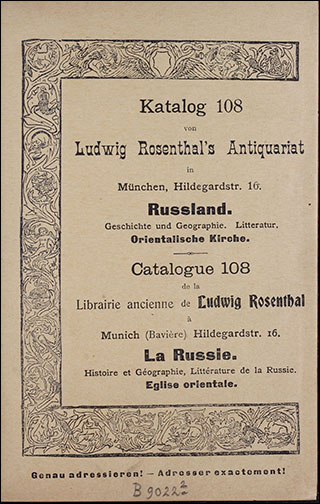 Katalog 108
von
Ludwig Rosenthal's Antiquariat
in
München, Hildegardstr. 16.
Russland.
Geschichte und Geographie. Litteratur.
Orientalische Kirche.
Catalogue 108
de la
Librairie ancienne de Ludwig Rosenthal
à
Munich (Bavière) Hildegardstr. 16.
La Russie.
Histoire et Géographie, Littérature de la Russie.
Eglise orientale.
Genau adressieren! — Adresser exactement!
B 9022²